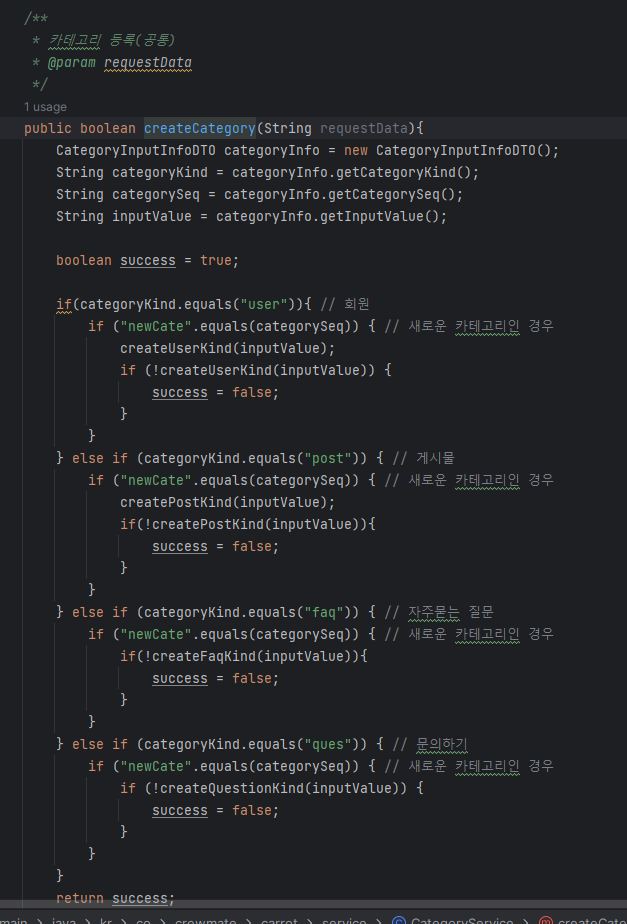 /**
 * 카테고리 등록(공통)
 * @param requestData
 */
1 usage
public boolean createCategory(String requestData){
    CategoryInputInfoDTO categoryInfo = new CategoryInputInfoDTO();
    String categoryKind = categoryInfo.getCategoryKind();
    String categorySeq = categoryInfo.getCategorySeq();
    String inputValue = categoryInfo.getInputValue();

    boolean success = true;

    if(categoryKind.equals("user")){ // 회원
        if ("newCate".equals(categorySeq)) { // 새로운 카테고리인 경우
            createUserKind(inputValue);
            if (!createUserKind(inputValue)) {
                success = false;
            }
        }
    } else if (categoryKind.equals("post")) { // 게시물
        if ("newCate".equals(categorySeq)) { // 새로운 카테고리인 경우
            createPostKind(inputValue);
            if(!createPostKind(inputValue)){
                success = false;
            }
        }
    } else if (categoryKind.equals("faq")) { // 자주묻는 질문
        if ("newCate".equals(categorySeq)) { // 새로운 카테고리인 경우
            if(!createFaqKind(inputValue)){
                success = false;
            }
        }
    } else if (categoryKind.equals("ques")) { // 문의하기
        if ("newCate".equals(categorySeq)) { // 새로운 카테고리인 경우
            if (!createQuestionKind(inputValue)) {
                success = false;
            }
        }
    }
    return success;
main > java > kr > co > crowmate > carrot > service > CategoryService > createCate